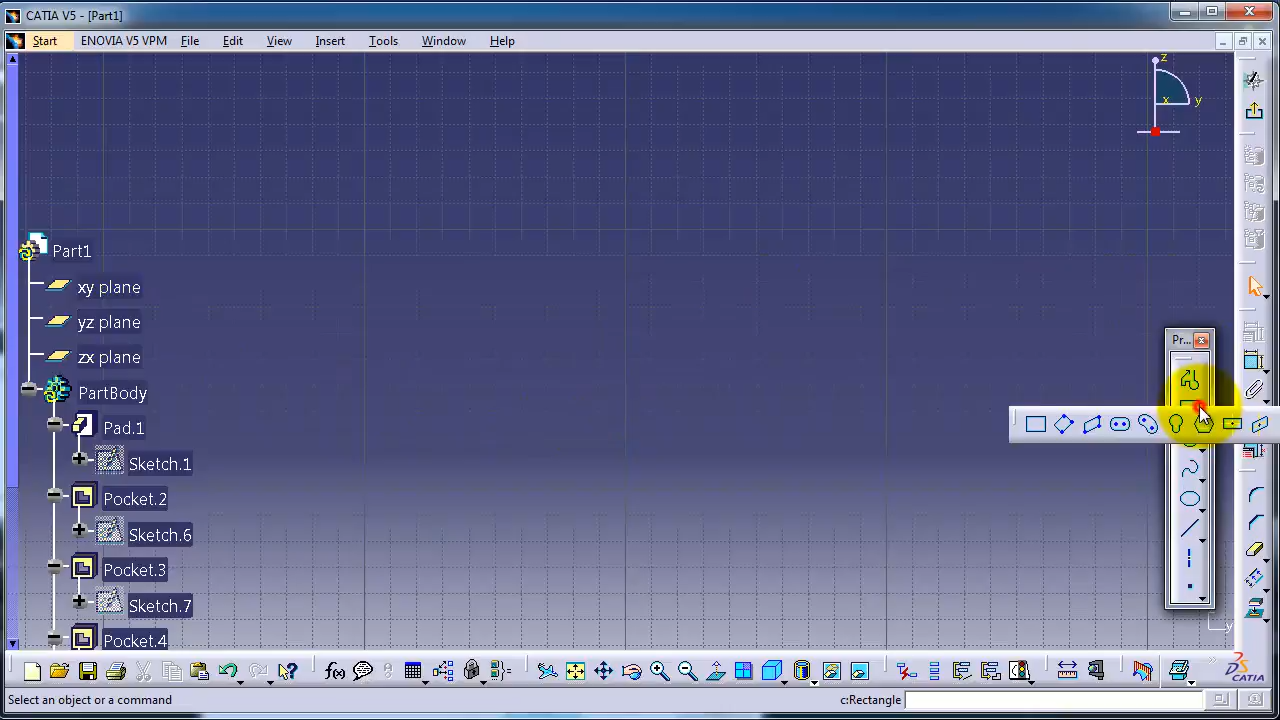 CATIA V5 - [Part1]
Start ENOVIA V5 VPM File Edit View Insert Tools Window Help
z
x y
Part1
xy plane
yz plane
zx plane
PartBody
Pad.1
Sketch.1
Pocket.2
Sketch.6
Pocket.3
Sketch.7
Pocket.4
Pr...
y
f(x)
CATIA
Select an object or a command
c:Rectangle